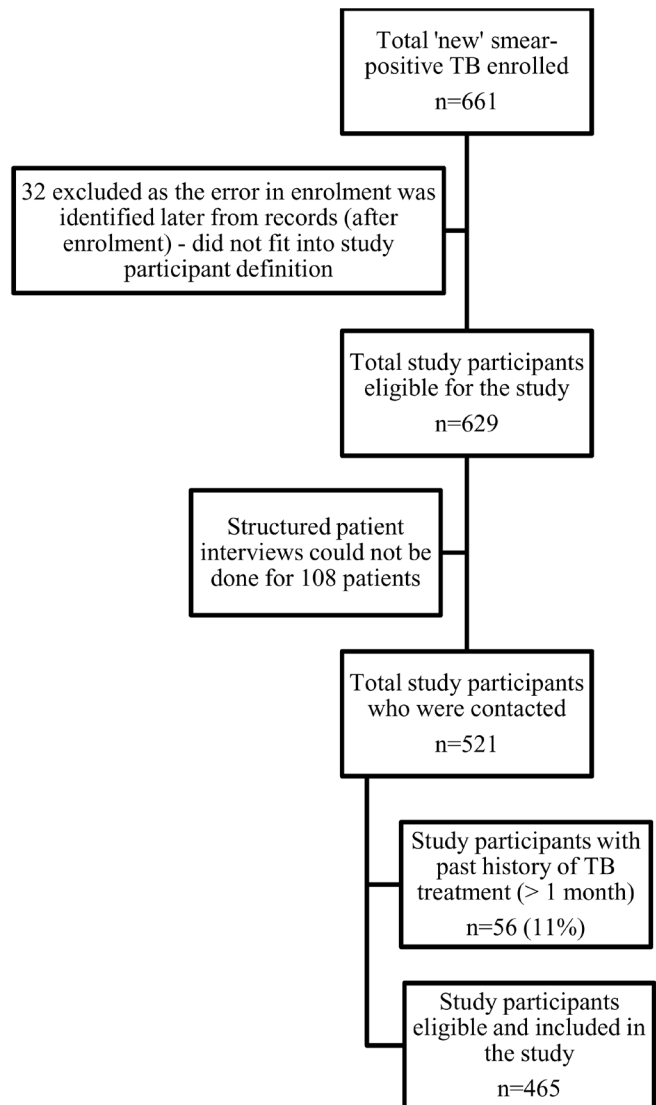 Total 'new' smear-
positive TB enrolled
n=661
32 excluded as the error in enrolment was
identified later from records (after
enrolment) - did not fit into study
participant definition
Total study participants
eligible for the study
n=629
Structured patient
interviews could not be
done for 108 patients
Total study participants
who were contacted
n=521
Study participants with
past history of TB
treatment (> 1 month)
n=56 (11%)
Study participants
eligible and included in
the study
n=465